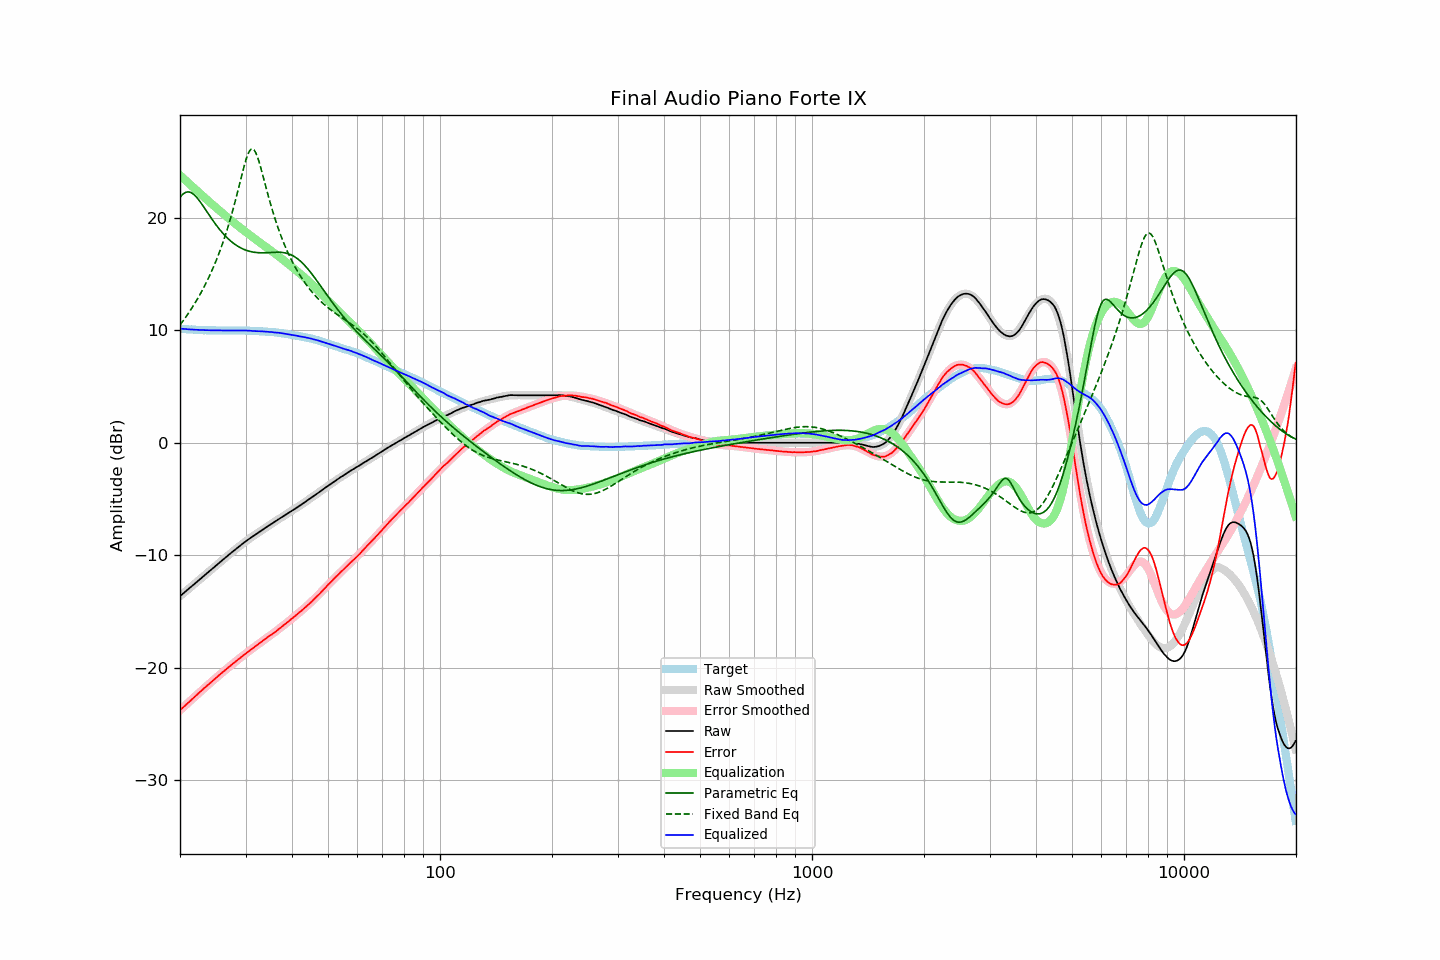 Final Audio Piano Forte IX
Amplitude (dBr)
20
10
0
−10
−20
−30
100
1000
10000
Frequency (Hz)
Target
Raw Smoothed
Error Smoothed
Raw
Error
Equalization
Parametric Eq
Fixed Band Eq
Equalized